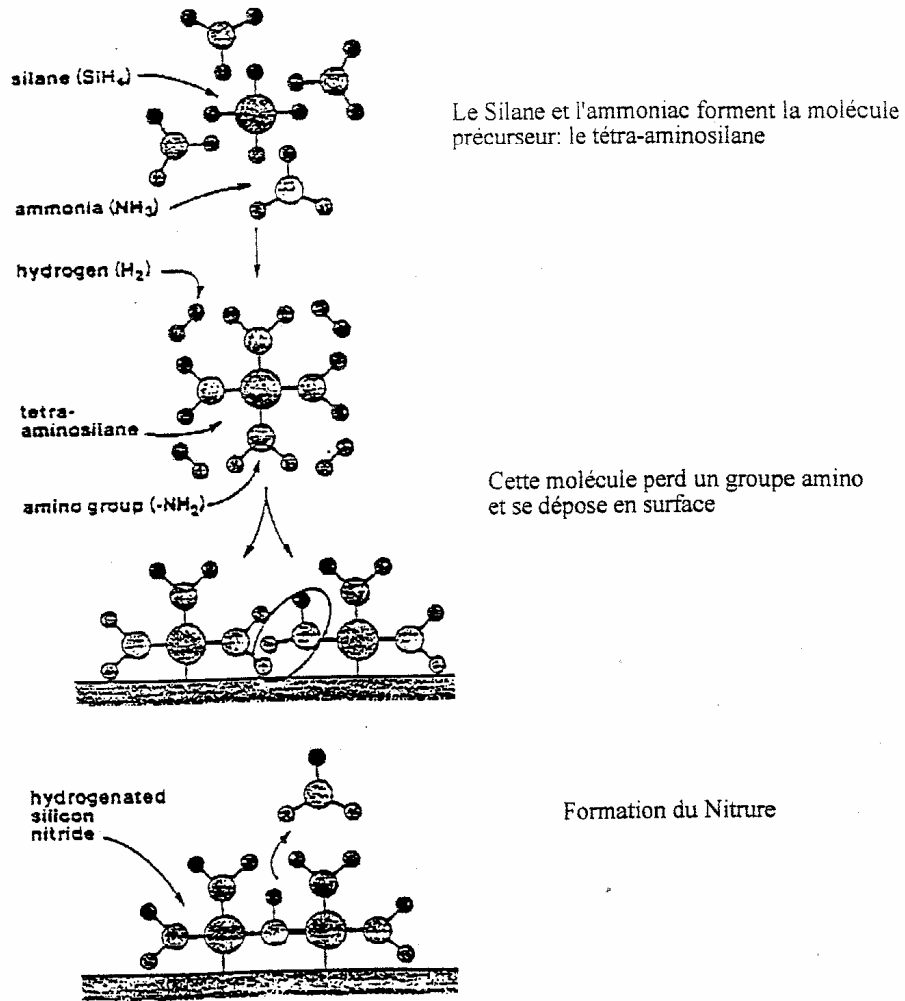 silane (SiH₄)
Le Silane et l'ammoniac forment la molécule
précurseur: le tétra-aminosilane
ammonia (NH₃)
hydrogen (H₂)
tetra-
aminosilane
amino group (-NH₂)
Cette molécule perd un groupe amino
et se dépose en surface
hydrogenated
silicon
nitride
Formation du Nitrure